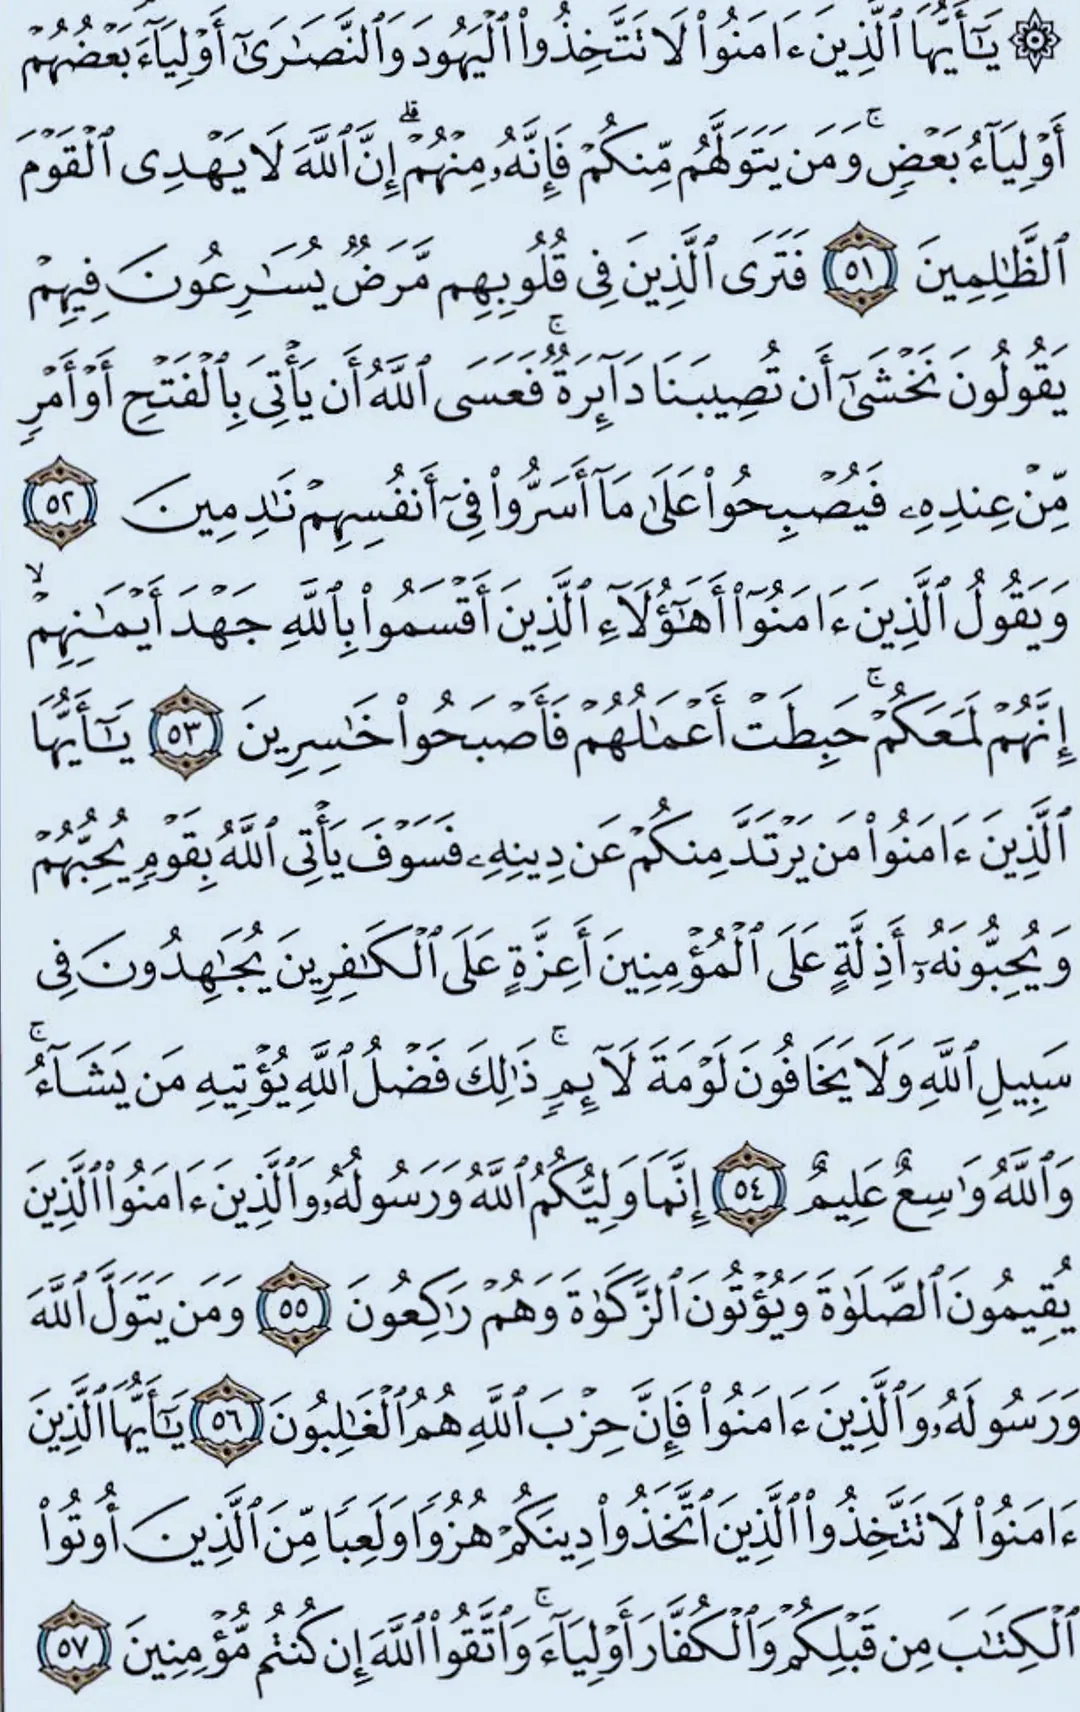 ۞ يَٰٓأَيُّهَا ٱلَّذِينَ ءَامَنُوا۟ لَا تَتَّخِذُوا۟ ٱلْيَهُودَ وَٱلنَّصَٰرَىٰٓ أَوْلِيَآءَ بَعْضُهُمْ
أَوْلِيَآءُ بَعْضٍۚ وَمَن يَتَوَلَّهُم مِّنكُمْ فَإِنَّهُۥ مِنْهُمْۗ إِنَّ ٱللَّهَ لَا يَهْدِى ٱلْقَوْمَ
ٱلظَّٰلِمِينَ ٥١ فَتَرَى ٱلَّذِينَ فِى قُلُوبِهِم مَّرَضٌ يُسَٰرِعُونَ فِيهِمْ
يَقُولُونَ نَخْشَىٰٓ أَن تُصِيبَنَا دَآئِرَةٌۚ فَعَسَى ٱللَّهُ أَن يَأْتِىَ بِٱلْفَتْحِ أَوْ أَمْرٍ
مِّنْ عِندِهِۦ فَيُصْبِحُوا۟ عَلَىٰ مَآ أَسَرُّوا۟ فِىٓ أَنفُسِهِمْ نَٰدِمِينَ ٥٢
وَيَقُولُ ٱلَّذِينَ ءَامَنُوٓا۟ أَهَٰٓؤُلَآءِ ٱلَّذِينَ أَقْسَمُوا۟ بِٱللَّهِ جَهْدَ أَيْمَٰنِهِمْۙ
إِنَّهُمْ لَمَعَكُمْۚ حَبِطَتْ أَعْمَٰلُهُمْ فَأَصْبَحُوا۟ خَٰسِرِينَ ٥٣ يَٰٓأَيُّهَا
ٱلَّذِينَ ءَامَنُوا۟ مَن يَرْتَدَّ مِنكُمْ عَن دِينِهِۦ فَسَوْفَ يَأْتِى ٱللَّهُ بِقَوْمٍ يُحِبُّهُمْ
وَيُحِبُّونَهُۥٓ أَذِلَّةٍ عَلَى ٱلْمُؤْمِنِينَ أَعِزَّةٍ عَلَى ٱلْكَٰفِرِينَ يُجَٰهِدُونَ فِى
سَبِيلِ ٱللَّهِ وَلَا يَخَافُونَ لَوْمَةَ لَآئِمٍۚ ذَٰلِكَ فَضْلُ ٱللَّهِ يُؤْتِيهِ مَن يَشَآءُۚ
وَٱللَّهُ وَٰسِعٌ عَلِيمٌ ٥٤ إِنَّمَا وَلِيُّكُمُ ٱللَّهُ وَرَسُولُهُۥ وَٱلَّذِينَ ءَامَنُوا۟ ٱلَّذِينَ
يُقِيمُونَ ٱلصَّلَوٰةَ وَيُؤْتُونَ ٱلزَّكَوٰةَ وَهُمْ رَٰكِعُونَ ٥٥ وَمَن يَتَوَلَّ ٱللَّهَ
وَرَسُولَهُۥ وَٱلَّذِينَ ءَامَنُوا۟ فَإِنَّ حِزْبَ ٱللَّهِ هُمُ ٱلْغَٰلِبُونَ ٥٦ يَٰٓأَيُّهَا ٱلَّذِينَ
ءَامَنُوا۟ لَا تَتَّخِذُوا۟ ٱلَّذِينَ ٱتَّخَذُوا۟ دِينَكُمْ هُزُوًا وَلَعِبًا مِّنَ ٱلَّذِينَ أُوتُوا۟
ٱلْكِتَٰبَ مِن قَبْلِكُمْ وَٱلْكُفَّارَ أَوْلِيَآءَۚ وَٱتَّقُوا۟ ٱللَّهَ إِن كُنتُم مُّؤْمِنِينَ ٥٧